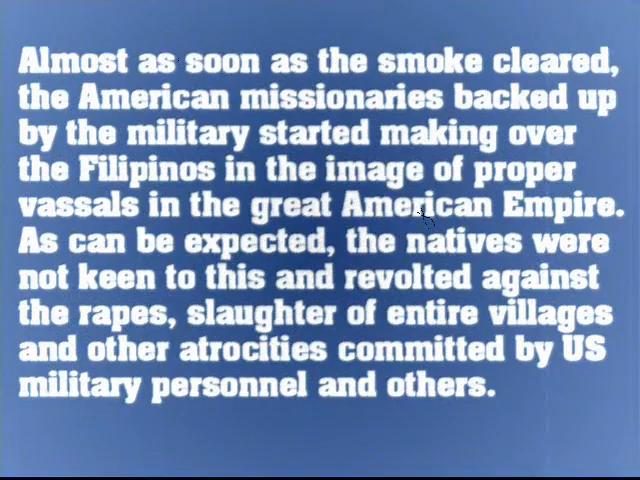 Almost as soon as the smoke cleared,
the American missionaries backed up
by the military started making over
the Filipinos in the image of proper
vassals in the great American Empire.
As can be expected, the natives were
not keen to this and revolted against
the rapes, slaughter of entire villages
and other atrocities committed by US
military personnel and others.